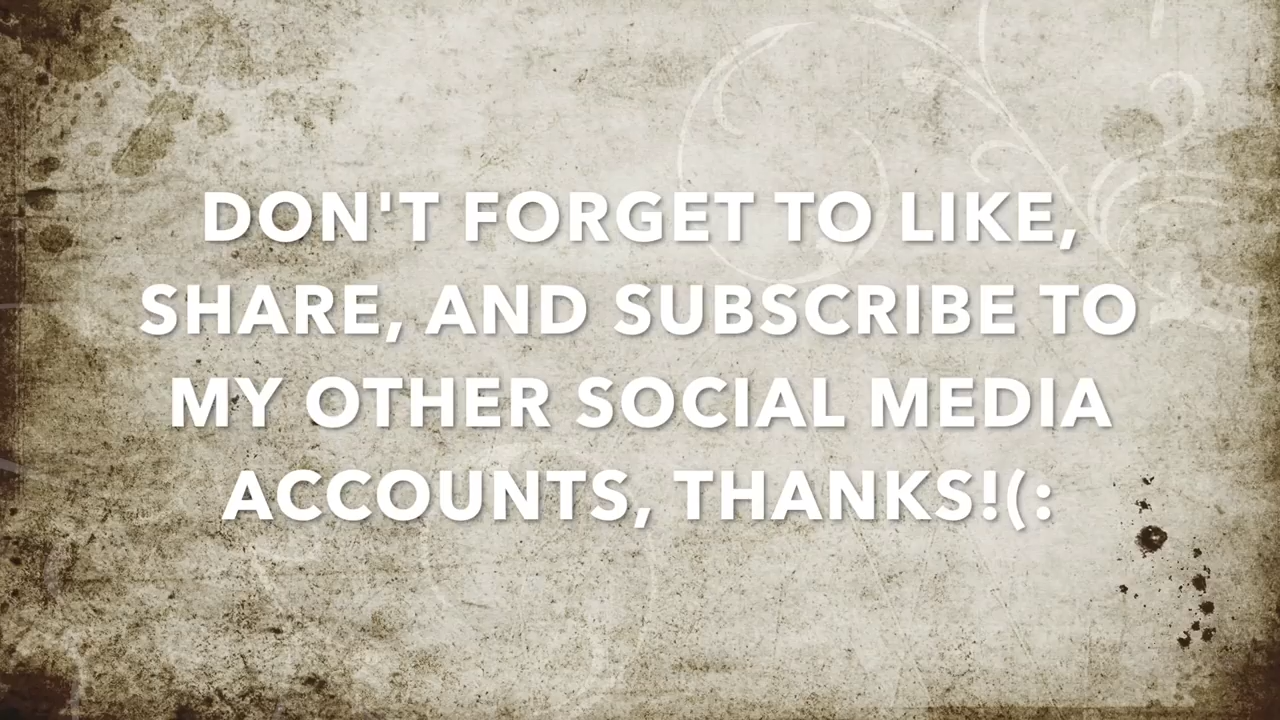 DON'T FORGET TO LIKE,
SHARE, AND SUBSCRIBE TO
MY OTHER SOCIAL MEDIA
ACCOUNTS, THANKS!(: